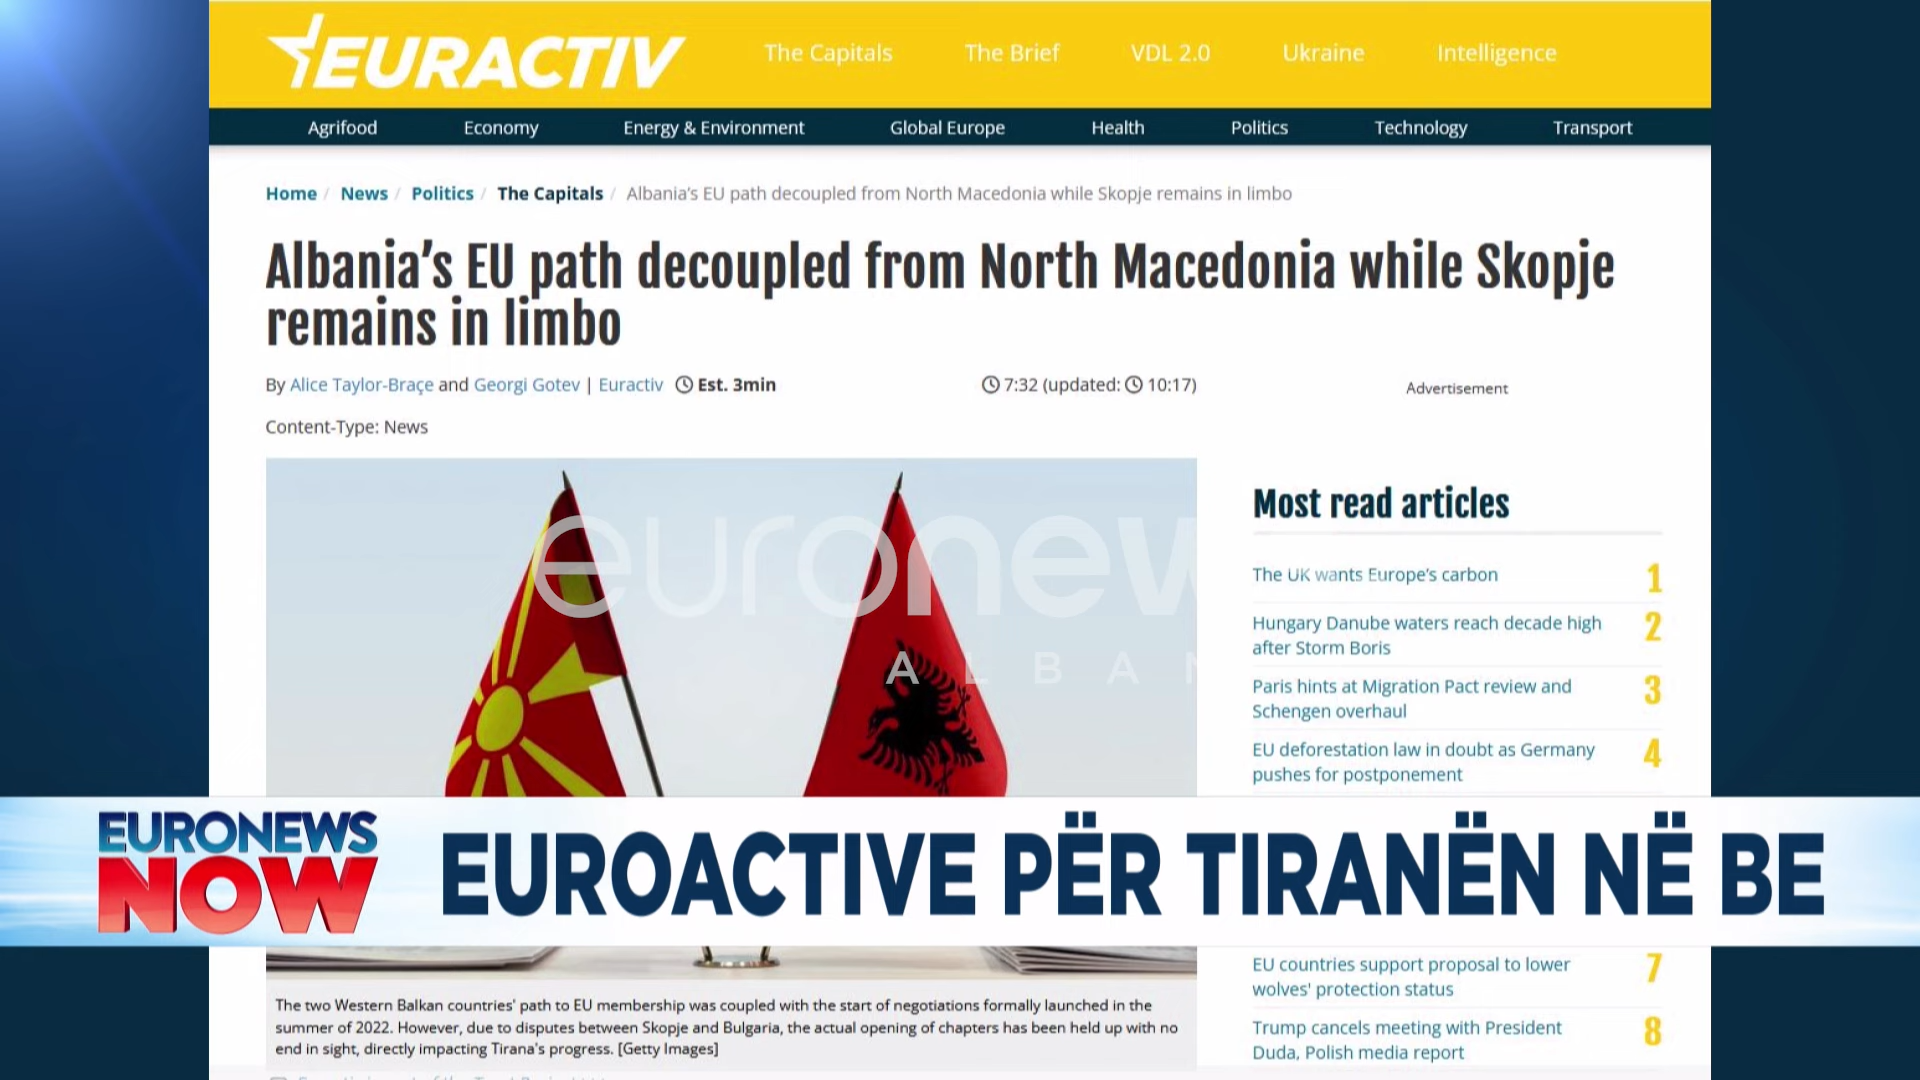 EURACTIV
The Capitals The Brief VDL 2.0 Ukraine Intelligence
Agrifood Economy Energy & Environment Global Europe Health Politics Technology Transport
Home / News / Politics / The Capitals / Albania’s EU path decoupled from North Macedonia while Skopje remains in limbo
Albania’s EU path decoupled from North Macedonia while Skopje
remains in limbo
By Alice Taylor-Braçe and Georgi Gotev | Euractiv Est. 3min 7:32 (updated: 10:17)
Advertisement
Content-Type: News
euronew
ALBAN
Most read articles
The UK wants Europe’s carbon 1
Hungary Danube waters reach decade high 2
after Storm Boris
Paris hints at Migration Pact review and 3
Schengen overhaul
EU deforestation law in doubt as Germany 4
pushes for postponement
EURONEWS
NOW
EUROACTIVE PËR TIRANËN NË BE
EU countries support proposal to lower 7
wolves' protection status
Trump cancels meeting with President 8
Duda, Polish media report
The two Western Balkan countries' path to EU membership was coupled with the start of negotiations formally launched in the
summer of 2022. However, due to disputes between Skopje and Bulgaria, the actual opening of chapters has been held up with no
end in sight, directly impacting Tirana's progress. [Getty Images]